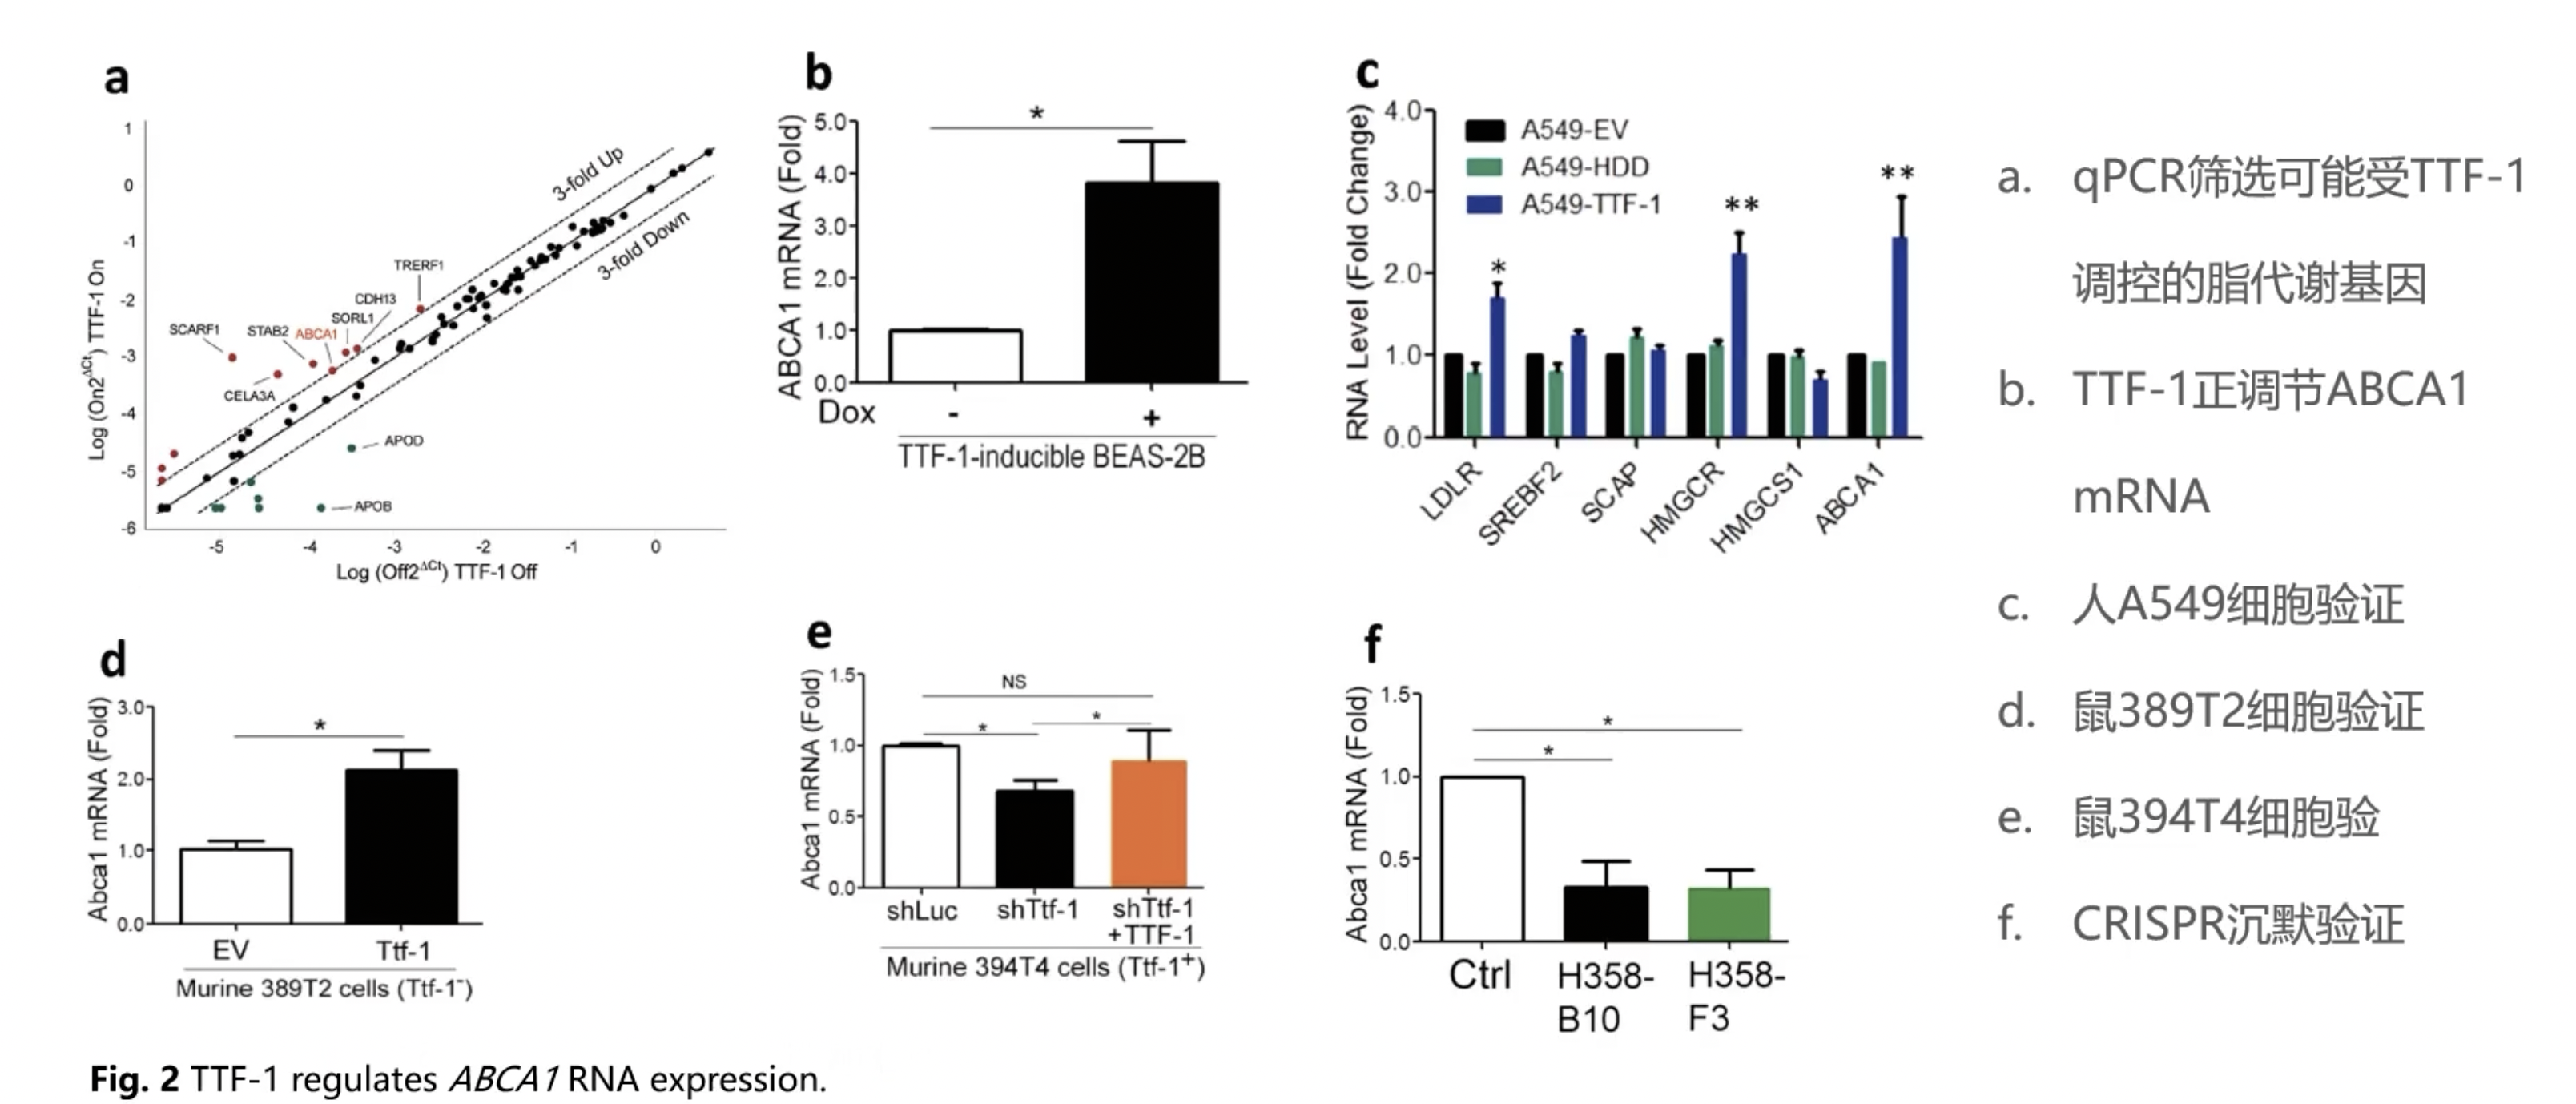 a
1
0
-1
-2
-3
-4
-5
-6
Log (On2ΔCt) TTF-1 On
3-fold Up
3-fold Down
TRERF1
CDH13
SORL1
SCARF1
STAB2
ABCA1
CELA3A
APOD
APOB
-5
-4
-3
-2
-1
0
Log (Off2ΔCt) TTF-1 Off
b
ABCA1 mRNA (Fold)
5.0
4.0
3.0
2.0
1.0
0.0
*
Dox
-
+
TTF-1-inducible BEAS-2B
c
RNA Level (Fold Change)
4.0
3.0
2.0
1.0
0.0
A549-EV
A549-HDD
A549-TTF-1
*
**
**
LDLR
SREBF2
SCAP
HMGCR
HMGCS1
ABCA1
d
Abca1 mRNA (Fold)
3.0
2.0
1.0
0.0
*
EV
Ttf-1
Murine 389T2 cells (Ttf-1-)
e
Abca1 mRNA (Fold)
1.5
1.0
0.5
0.0
NS
*
*
shLuc
shTtf-1
shTtf-1
+TTF-1
Murine 394T4 cells (Ttf-1+)
f
Abca1 mRNA (Fold)
1.5
1.0
0.5
0.0
*
*
Ctrl
H358-
B10
H358-
F3
a. qPCR筛选可能受TTF-1
调控的脂代谢基因
b. TTF-1正调节ABCA1
mRNA
c. 人A549细胞验证
d. 鼠389T2细胞验证
e. 鼠394T4细胞验
f. CRISPR沉默验证
Fig. 2 TTF-1 regulates ABCA1 RNA expression.